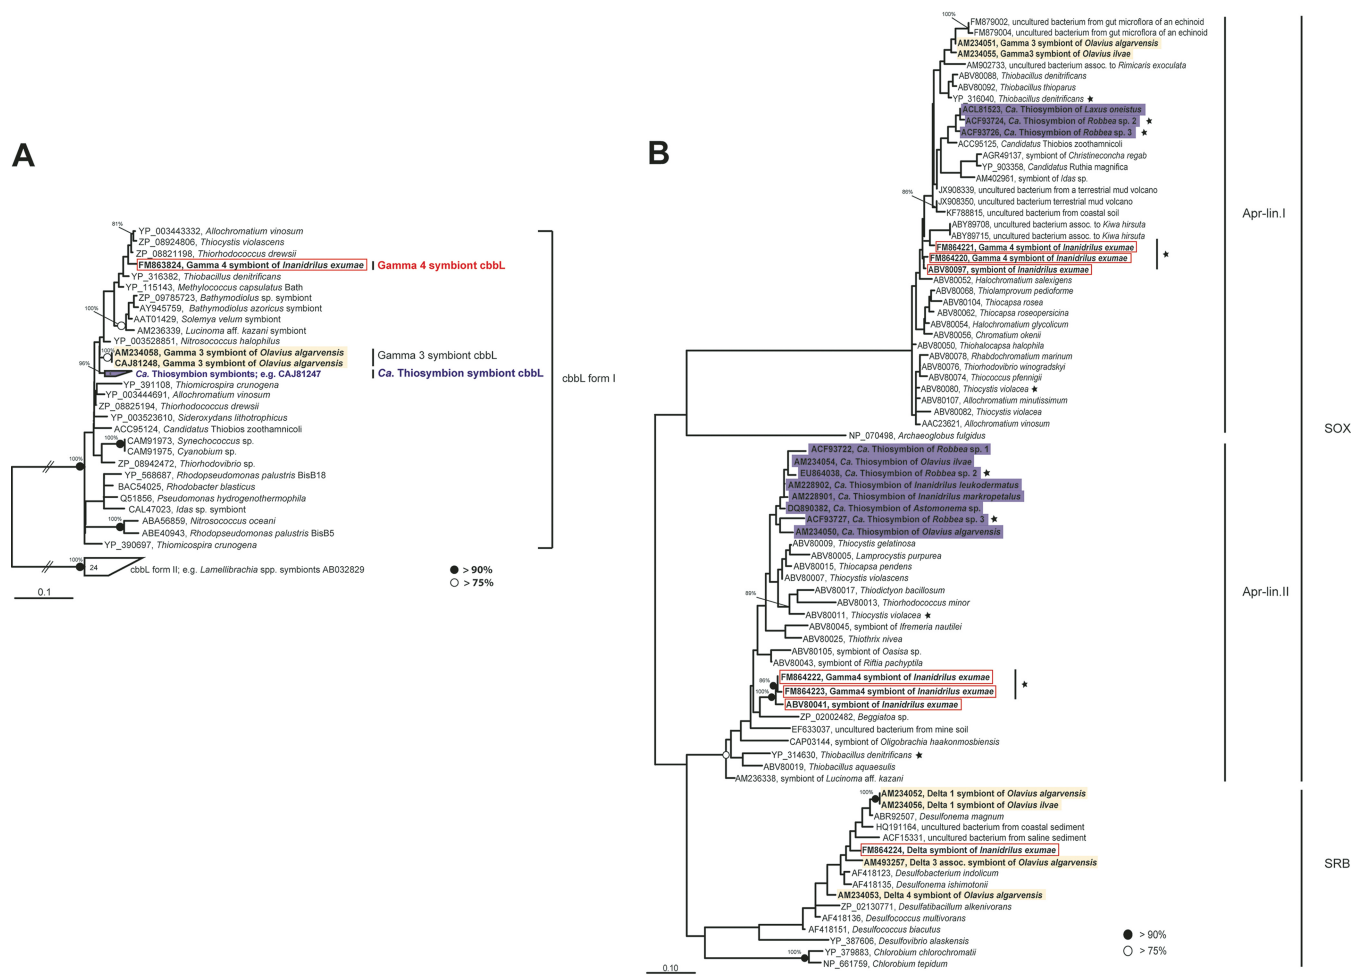 A
81%
YP_003443332, Allochromatium vinosum
ZP_08924806, Thiocystis violascens
ZP_08821198, Thiorhodococcus drewsii
FM863824, Gamma 4 symbiont of Inanidrilus exumae
Gamma 4 symbiont cbbL
YP_316382, Thiobacillus denitrificans
YP_115143, Methylococcus capsulatus Bath
ZP_09785723, Bathymodiolus sp. symbiont
100%
AY945759, Bathymodiolus azoricus symbiont
AAT01429, Solemya velum symbiont
AM236339, Lucinoma aff. kazani symbiont
YP_003528851, Nitrosococcus halophilus
100%
AM234058, Gamma 3 symbiont of Olavius algarvensis
CAJ81248, Gamma 3 symbiont of Olavius algarvensis
Gamma 3 symbiont cbbL
96%
Ca. Thiosymbion symbionts; e.g. CAJ81247
Ca. Thiosymbion symbiont cbbL
cbbL form I
YP_391108, Thiomicrospira crunogena
YP_003444691, Allochromatium vinosum
ZP_08825194, Thiorhodococcus drewsii
YP_003523610, Sideroxydans lithotrophicus
ACC95124, Candidatus Thiobios zoothamnicoli
100%
CAM91973, Synechococcus sp.
CAM91975, Cyanobium sp.
100%
ZP_08942472, Thiorhodovibrio sp.
YP_568687, Rhodopseudomonas palustris BisB18
BAC54025, Rhodobacter blasticus
Q51856, Pseudomonas hydrogenothermophila
CAL47023, Idas sp. symbiont
100%
ABA56859, Nitrosococcus oceani
ABE40943, Rhodopseudomonas palustris BisB5
YP_390697, Thiomicospira crunogena
100%
24
cbbL form II; e.g. Lamellibrachia spp. symbionts AB032829
> 90%
> 75%
0.1
B
100%
FM879002, uncultured bacterium from gut microflora of an echinoid
FM879004, uncultured bacterium from gut microflora of an echinoid
AM234051, Gamma 3 symbiont of Olavius algarvensis
AM234055, Gamma3 symbiont of Olavius ilvae
AM902733, uncultured bacterium assoc. to Rimicaris exoculata
ABV80088, Thiobacillus denitrificans
ABV80092, Thiobacillus thioparus
YP_316040, Thiobacillus denitrificans ★
ACL81523, Ca. Thiosymbion of Laxus oneistus
ACF93724, Ca. Thiosymbion of Robbea sp. 2 ★
ACF93726, Ca. Thiosymbion of Robbea sp. 3 ★
ACC95125, Candidatus Thiobios zoothamnicoli
AGR49137, symbiont of Christineconcha regab
YP_903358, Candidatus Ruthia magnifica
AM402961, symbiont of Idas sp.
JX908339, uncultured bacterium from a terrestrial mud volcano
86%
JX908350, uncultured bacterium terrestrial mud volcano
KF788815, uncultured bacterium from coastal soil
ABY89708, uncultured bacterium assoc. to Kiwa hirsuta
ABY89715, uncultured bacterium assoc. to Kiwa hirsuta
FM864221, Gamma 4 symbiont of Inanidrilus exumae
FM864220, Gamma 4 symbiont of Inanidrilus exumae
★
ABV80097, symbiont of Inanidrilus exumae
ABV80052, Halochromatium salexigens
ABV80068, Thiolamprovum pedioforme
ABV80104, Thiocapsa rosea
ABV80062, Thiocapsa roseopersicina
ABV80054, Halochromatium glycolicum
ABV80056, Chromatium okenii
ABV80050, Thiohalocapsa halophila
ABV80078, Rhabdochromatium marinum
ABV80076, Thiorhodovibrio winogradskyi
ABV80074, Thiococcus pfennigii
ABV80080, Thiocystis violacea ★
ABV80107, Allochromatium minutissimum
ABV80082, Thiocystis violacea
AAC23621, Allochromatium vinosum
Apr-lin.I
NP_070498, Archaeoglobus fulgidus
SOX
ACF93722, Ca. Thiosymbion of Robbea sp. 1
AM234054, Ca. Thiosymbion of Olavius ilvae
EU864038, Ca. Thiosymbion of Robbea sp. 2 ★
AM228902, Ca. Thiosymbion of Inanidrilus leukodermatus
AM228901, Ca. Thiosymbion of Inanidrilus markropetalus
DQ890382, Ca. Thiosymbion of Astomonema sp.
ACF93727, Ca. Thiosymbion of Robbea sp. 3 ★
AM234050, Ca. Thiosymbion of Olavius algarvensis
ABV80009, Thiocystis gelatinosa
ABV80005, Lamprocystis purpurea
ABV80015, Thiocapsa pendens
ABV80007, Thiocystis violascens
ABV80017, Thiodictyon bacillosum
89%
ABV80013, Thiorhodococcus minor
ABV80011, Thiocystis violacea ★
ABV80045, symbiont of Ifremeria nautilei
ABV80025, Thiothrix nivea
ABV80105, symbiont of Oasisa sp.
ABV80043, symbiont of Riftia pachyptila
Apr-lin.II
86%
FM864222, Gamma4 symbiont of Inanidrilus exumae
100%
FM864223, Gamma4 symbiont of Inanidrilus exumae
★
ABV80041, symbiont of Inanidrilus exumae
ZP_02002482, Beggiatoa sp.
EF633037, uncultured bacterium from mine soil
CAP03144, symbiont of Oligobrachia haakonmosbiensis
YP_314630, Thiobacillus denitrificans ★
ABV80019, Thiobacillus aquaesulis
AM236338, symbiont of Lucinoma aff. kazani
100%
AM234052, Delta 1 symbiont of Olavius algarvensis
AM234056, Delta 1 symbiont of Olavius ilvae
ABR92507, Desulfonema magnum
HQ191164, uncultured bacterium from coastal sediment
ACF15331, uncultured bacterium from saline sediment
FM864224, Delta symbiont of Inanidrilus exumae
AM493257, Delta 3 assoc. symbiont of Olavius algarvensis
AF418123, Desulfobacterium indolicum
AF418135, Desulfonema ishimotonii
AM234053, Delta 4 symbiont of Olavius algarvensis
ZP_02130771, Desulfatibacillum alkenivorans
AF418136, Desulfococcus multivorans
AF418151, Desulfococcus biacutus
YP_387606, Desulfovibrio alaskensis
100%
YP_379883, Chlorobium chlorochromatii
NP_661759, Chlorobium tepidum
SRB
> 90%
> 75%
0.10